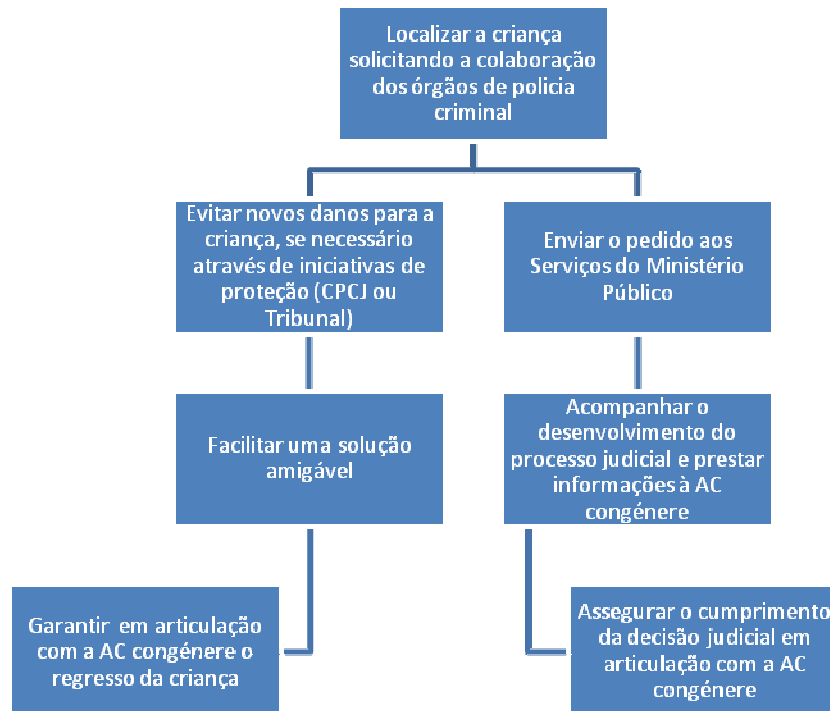 Localizar a criança
solicitando a colaboração
dos órgãos de policia
criminal
Evitar novos danos para a
criança, se necessário
através de iniciativas de
proteção (CPCJ ou
Tribunal)
Enviar o pedido aos
Serviços do Ministério
Público
Facilitar uma solução
amigável
Acompanhar o
desenvolvimento do
processo judicial e prestar
informações à AC
congénere
Garantir em articulação
com a AC congénere o
regresso da criança
Assegurar o cumprimento
da decisão judicial em
articulação com a AC
congénere